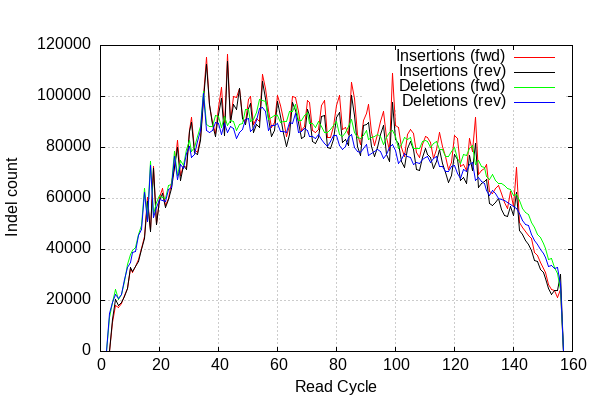 120000
100000
80000
60000
40000
20000
0
Indel count
Insertions (fwd)
Insertions (rev)
Deletions (fwd)
Deletions (rev)
0 20 40 60 80 100 120 140 160
Read Cycle